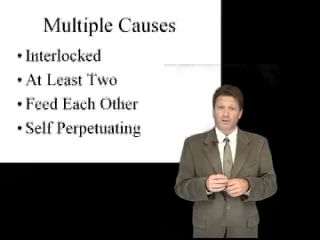 Multiple Causes
• Interlocked
• At Least Two
• Feed Each Other
• Self Perpetuating